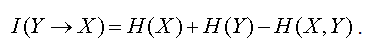 I(Y → X) = H(X) + H(Y) − H(X, Y) .